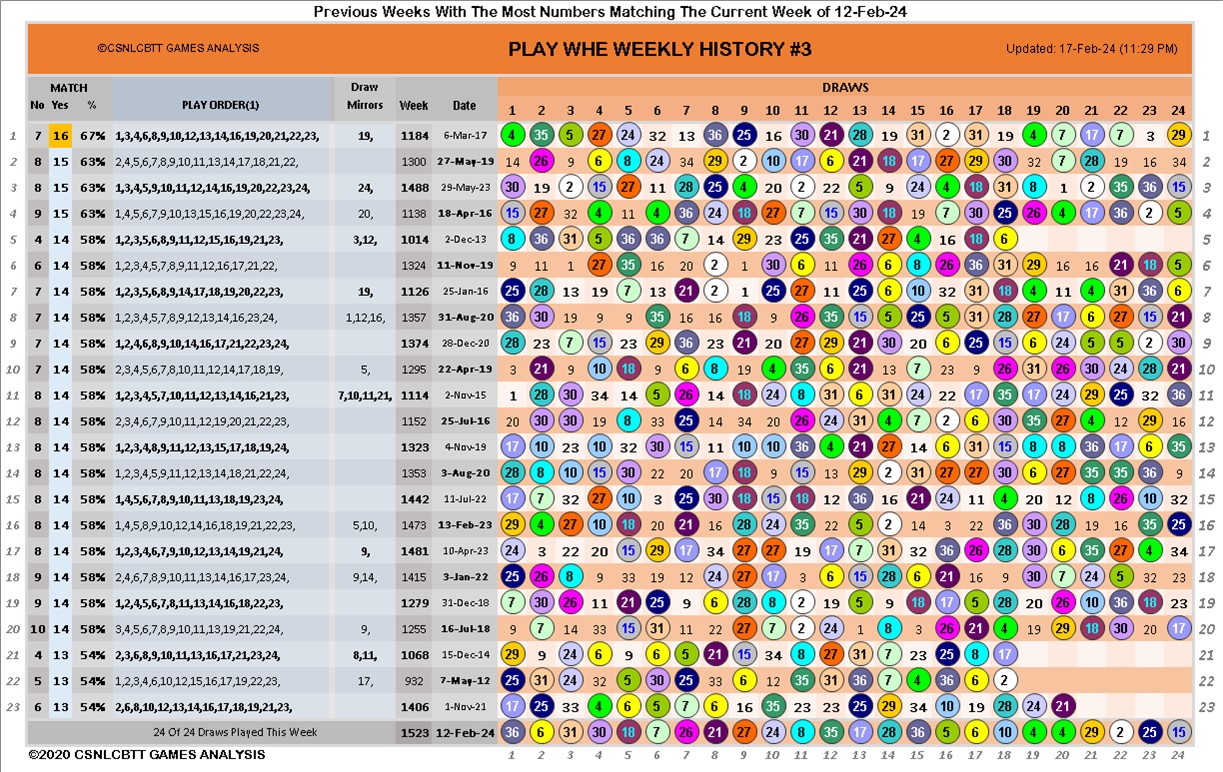 Previous Weeks With The Most Numbers Matching The Current Week of 12-Feb-24
©CSNLCBTT GAMES ANALYSIS PLAY WHE WEEKLY HISTORY #3 Updated: 17-Feb-24 (11:29 PM)
MATCH Draw DRAWS
No Yes % PLAY ORDER(1) Mirrors Week Date 1 2 3 4 5 6 7 8 9 10 11 12 13 14 15 16 17 18 19 20 21 22 23 24
1 7 16 67% 1,3,4,6,8,9,10,12,13,14,16,19,20,21,22,23, 19, 1184 6-Mar-17 4 35 5 27 24 32 13 36 25 16 30 21 28 19 31 2 31 19 4 7 17 7 3 29 1
2 8 15 63% 2,4,5,6,7,8,9,10,11,13,14,17,18,21,22, 1300 27-May-19 14 26 9 6 8 24 34 29 2 10 17 6 21 18 17 27 29 30 32 7 28 19 16 34 2
3 8 15 63% 1,3,4,5,9,10,11,12,14,16,19,20,22,23,24, 24, 1488 29-May-23 30 19 2 15 27 11 28 25 4 20 2 22 5 9 24 4 18 31 8 1 2 35 36 15 3
4 9 15 63% 1,4,5,6,7,9,10,13,15,16,19,20,22,23,24, 20, 1138 18-Apr-16 15 27 32 4 11 4 36 24 18 27 7 15 30 18 19 7 30 25 26 4 17 36 2 5 4
5 4 14 58% 1,2,3,5,6,8,9,11,12,15,16,19,21,23, 3,12, 1014 2-Dec-13 8 36 31 5 36 36 7 14 29 23 25 35 21 27 4 16 18 6 5
6 6 14 58% 1,2,3,4,5,7,8,9,11,12,16,17,21,22, 1324 11-Nov-19 9 11 1 27 35 16 20 2 1 30 6 11 26 6 8 26 36 31 29 16 16 21 18 5 6
7 7 14 58% 1,2,3,5,6,8,9,14,17,18,19,20,22,23, 19, 1126 25-Jan-16 25 28 13 19 7 13 21 2 1 25 27 11 25 6 10 32 31 18 4 11 4 31 36 6 7
8 7 14 58% 1,2,3,4,5,7,8,9,12,13,14,16,23,24, 1,12,16, 1357 31-Aug-20 36 30 19 9 9 35 16 16 18 9 26 35 15 5 25 5 31 28 27 17 6 27 15 21 8
9 7 14 58% 1,2,4,6,8,9,10,14,16,17,21,22,23,24, 1374 28-Dec-20 28 23 7 15 23 29 36 23 21 20 27 29 21 30 20 6 25 15 6 24 5 5 2 30 9
10 7 14 58% 2,3,4,5,6,7,8,10,11,12,14,17,18,19, 5, 1295 22-Apr-19 3 21 9 10 18 9 6 8 19 4 35 6 21 13 7 23 9 26 31 26 30 24 28 21 10
11 8 14 58% 1,2,3,4,5,7,10,11,12,13,14,16,21,23, 7,10,11,21, 1114 2-Nov-15 1 28 30 34 14 5 26 14 18 24 8 31 6 31 24 22 17 35 17 24 29 25 32 36 11
12 8 14 58% 2,3,4,6,7,8,11,12,19,20,21,22,23, 1152 25-Jul-16 20 30 30 19 8 33 25 14 34 20 26 24 31 4 7 2 6 30 35 27 4 12 29 16 12
13 8 14 58% 1,2,3,4,8,9,11,12,13,15,17,18,19,24, 1323 4-Nov-19 17 10 23 10 32 30 15 11 10 10 36 4 21 27 14 6 31 15 8 8 36 17 6 35 13
14 8 14 58% 1,2,3,4,5,9,11,12,13,14,18,21,22,24, 1353 3-Aug-20 28 8 10 15 30 22 20 17 18 9 15 13 29 2 31 27 27 30 6 27 35 35 36 9 14
15 8 14 58% 1,4,5,6,7,8,9,10,11,13,18,19,23,24, 1442 11-Jul-22 17 7 32 27 10 3 25 30 18 15 18 12 36 16 21 24 11 4 20 12 8 26 10 32 15
16 8 14 58% 1,4,5,8,9,10,12,14,16,18,19,21,22,23, 5,10, 1473 13-Feb-23 29 4 27 10 18 20 21 16 28 24 35 22 5 2 14 3 22 36 30 28 19 16 36 25 16
17 8 14 58% 1,2,3,4,6,7,9,10,12,13,14,19,21,24, 9, 1481 10-Apr-23 24 3 22 20 15 29 17 34 27 27 19 17 7 31 32 36 26 28 30 6 35 27 4 34 17
18 9 14 58% 2,4,6,7,8,9,10,11,13,14,16,17,23,24, 9,14, 1415 3-Jan-22 25 26 8 9 33 19 12 24 27 17 3 6 15 28 6 21 16 9 30 7 24 5 32 23 18
19 9 14 58% 1,2,4,5,6,7,8,11,13,14,16,18,22,23, 1279 31-Dec-18 7 30 26 11 21 25 9 6 28 8 2 19 5 9 18 17 5 28 20 26 10 36 18 23 19
20 10 14 58% 3,4,5,6,7,8,9,10,11,13,18,21,22,24, 9, 1255 16-Jul-18 9 7 14 33 15 31 11 22 27 7 2 24 1 8 3 26 21 4 19 29 18 30 20 17 20
21 4 13 54% 2,3,6,8,9,10,11,13,16,17,21,23,24, 8,11, 1068 15-Dec-14 29 9 24 6 9 6 5 21 15 34 8 27 31 7 23 25 8 17 21
22 5 13 54% 1,2,3,4,6,10,12,15,16,17,19,22,23, 17, 932 7-May-12 25 31 24 32 5 30 25 33 6 12 31 13 36 7 4 36 6 2 22
23 6 13 54% 2,6,8,10,12,13,14,16,17,18,19,21,23, 1406 1-Nov-21 17 25 33 4 6 5 7 6 16 35 23 28 15 29 34 10 19 28 24 21 23
24 Of 24 Draws Played This Week 1523 12-Feb-24 36 6 31 30 18 7 26 21 27 24 8 35 17 28 36 5 6 10 4 4 29 2 25 15
©2020 CSNLCBTT GAMES ANALYSIS 1 2 3 4 5 6 7 8 9 10 11 12 13 14 15 16 17 18 19 20 21 22 23 24